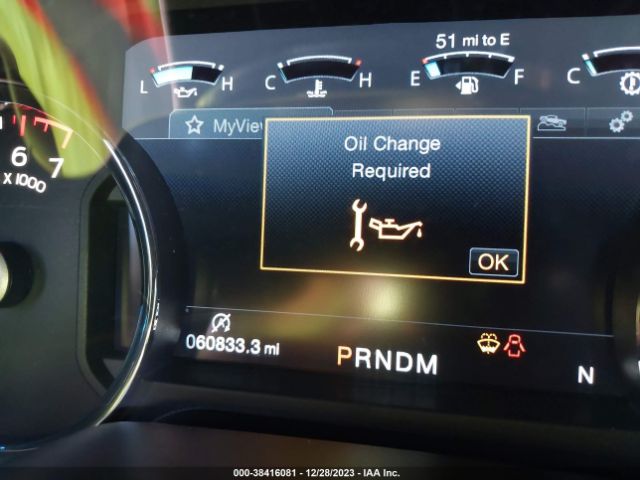 51 mi to E
L H C H E F C
MyView
6 7
x 1000
Oil Change
Required
OK
060833.3 mi
PRNDM
N
000-38416081 - 12/28/2023 - IAA Inc.